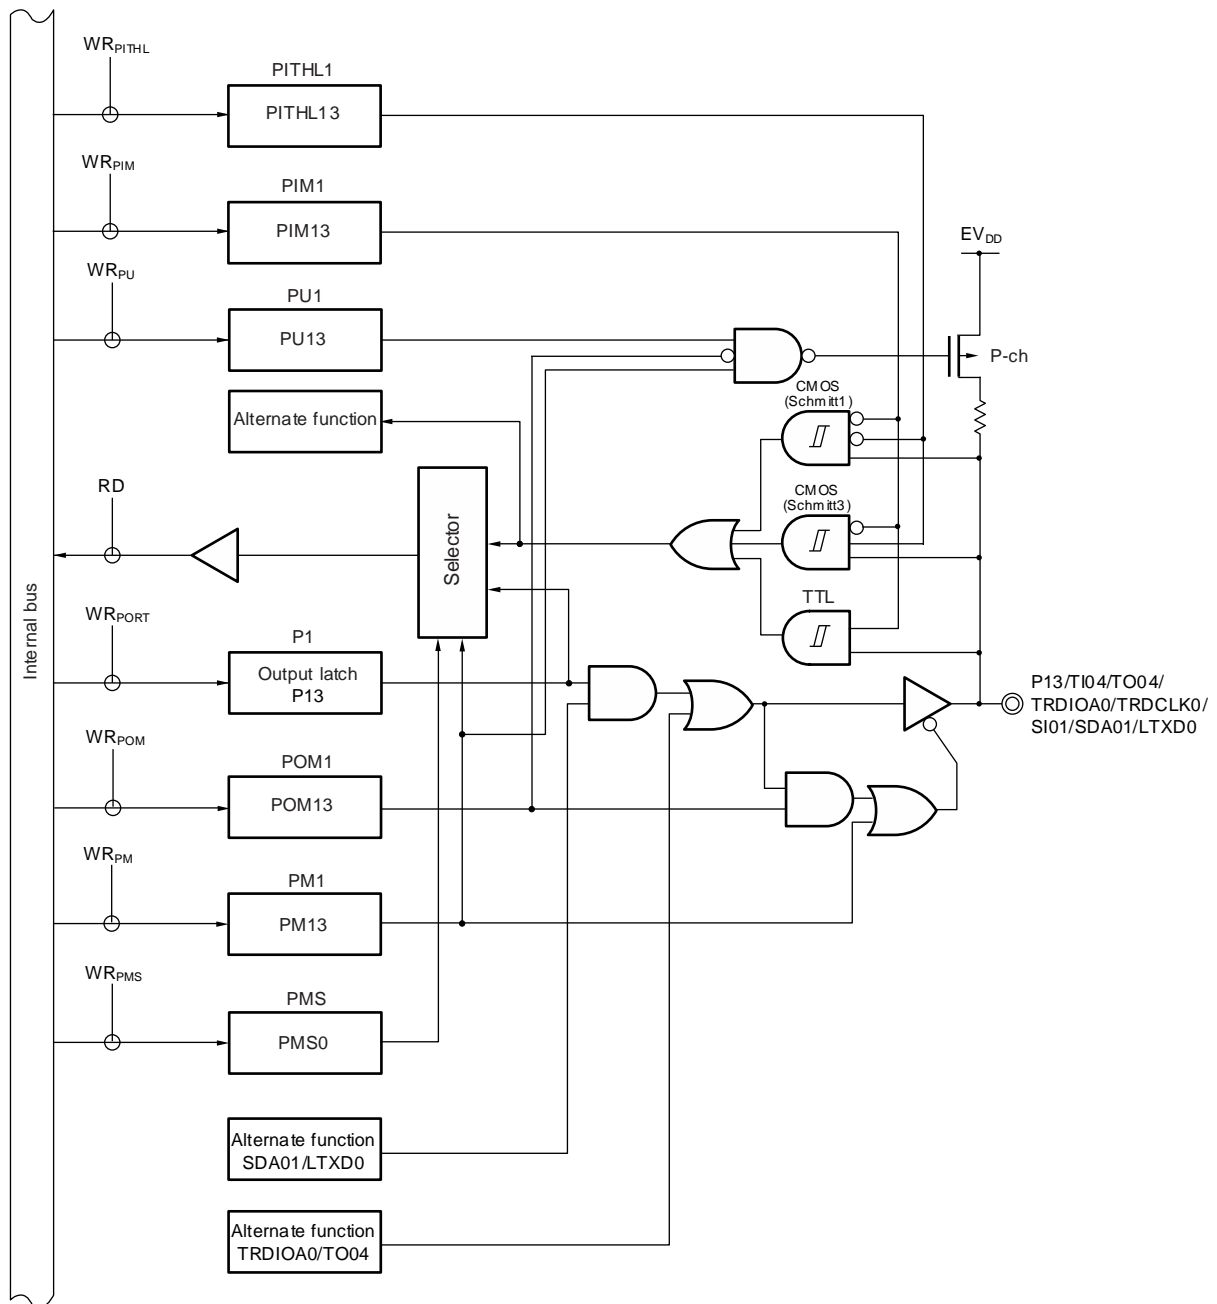 WRPITHL
PITHL1
PITHL13
WRPIM
PIM1
PIM13
EVDD
WRPU
PU1
PU13
P-ch
CMOS
(Schmitt1)
Alternate function
RD
Selector
CMOS
(Schmitt3)
TTL
Internal bus
WRPORT
P1
Output latch
P13
P13/TI04/TO04/
TRDIOA0/TRDCLK0/
SI01/SDA01/LTXD0
WRPOM
POM1
POM13
WRPM
PM1
PM13
WRPMS
PMS
PMS0
Alternate function
SDA01/LTXD0
Alternate function
TRDIOA0/TO04